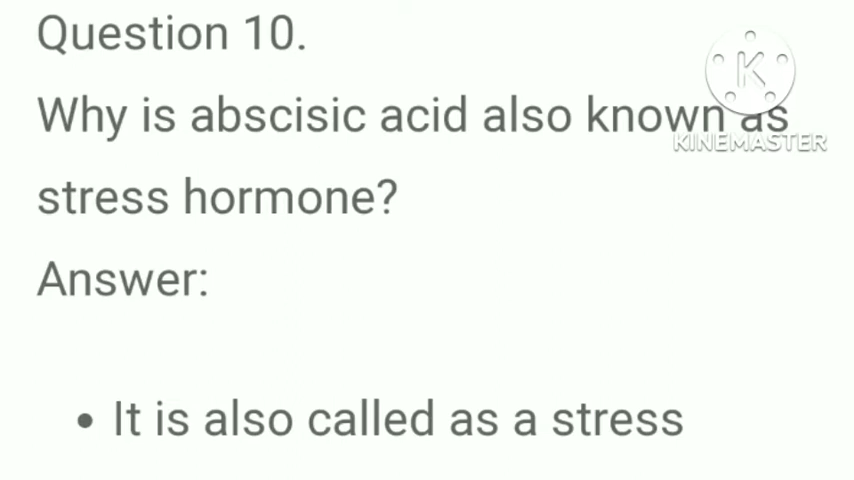 Question 10.
Why is abscisic acid also known as
KINEMASTER
stress hormone?
Answer:
• It is also called as a stress